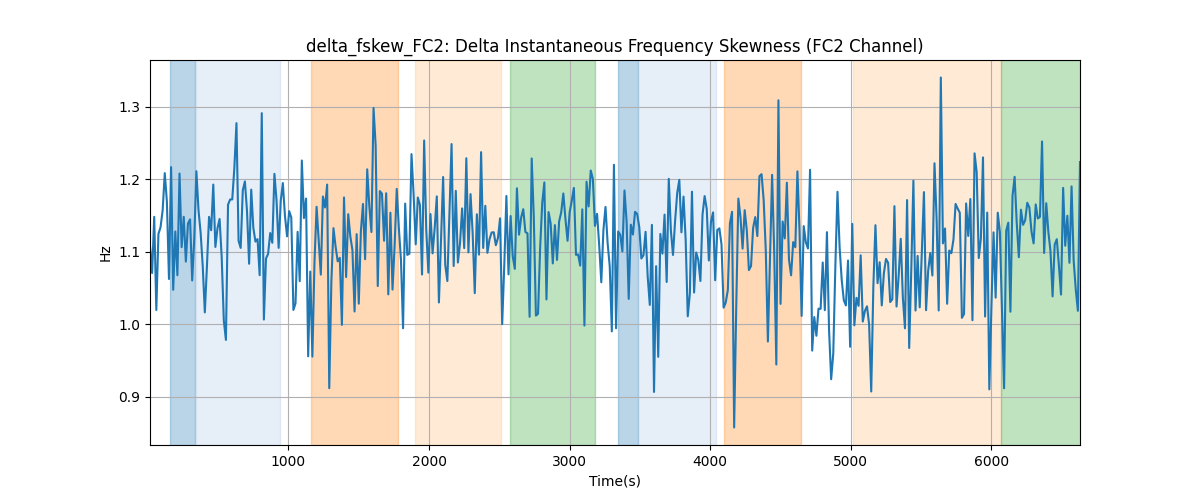 delta_fskew_FC2: Delta Instantaneous Frequency Skewness (FC2 Channel)
Hz
1.3
1.2
1.1
1.0
0.9
1000 2000 3000 4000 5000 6000
Time(s)